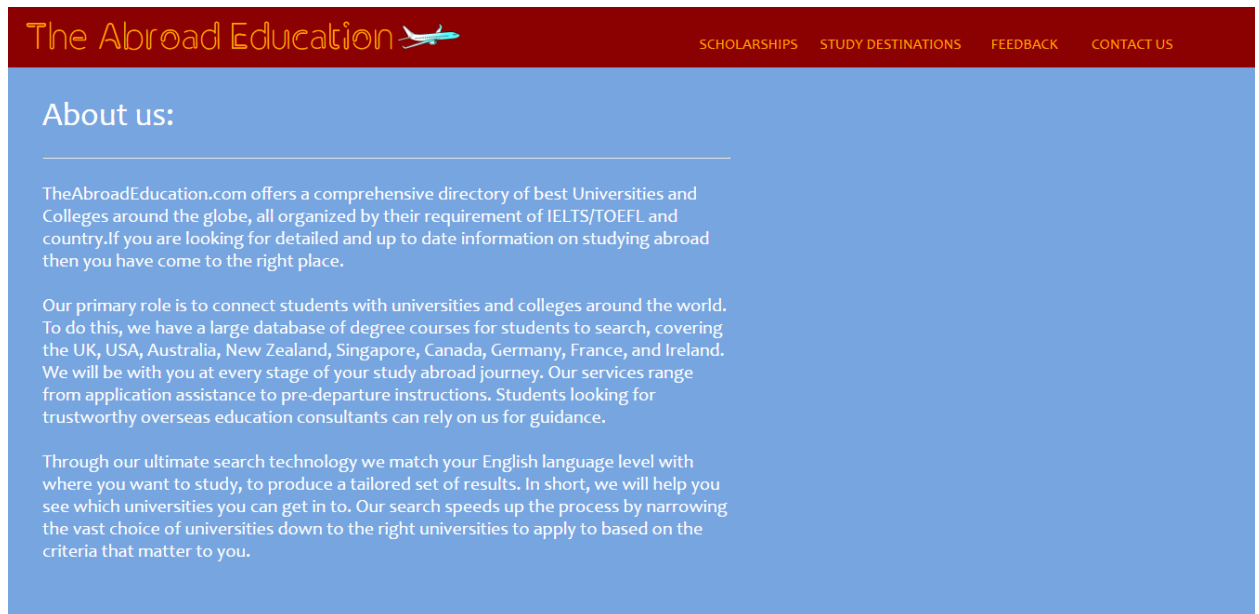 The Abroad Education
SCHOLARSHIPS STUDY DESTINATIONS FEEDBACK CONTACT US
About us:
TheAbroadEducation.com offers a comprehensive directory of best Universities and
Colleges around the globe, all organized by their requirement of IELTS/TOEFL and
country.If you are looking for detailed and up to date information on studying abroad
then you have come to the right place.
Our primary role is to connect students with universities and colleges around the world.
To do this, we have a large database of degree courses for students to search, covering
the UK, USA, Australia, New Zealand, Singapore, Canada, Germany, France, and Ireland.
We will be with you at every stage of your study abroad journey. Our services range
from application assistance to pre-departure instructions. Students looking for
trustworthy overseas education consultants can rely on us for guidance.
Through our ultimate search technology we match your English language level with
where you want to study, to produce a tailored set of results. In short, we will help you
see which universities you can get in to. Our search speeds up the process by narrowing
the vast choice of universities down to the right universities to apply to based on the
criteria that matter to you.